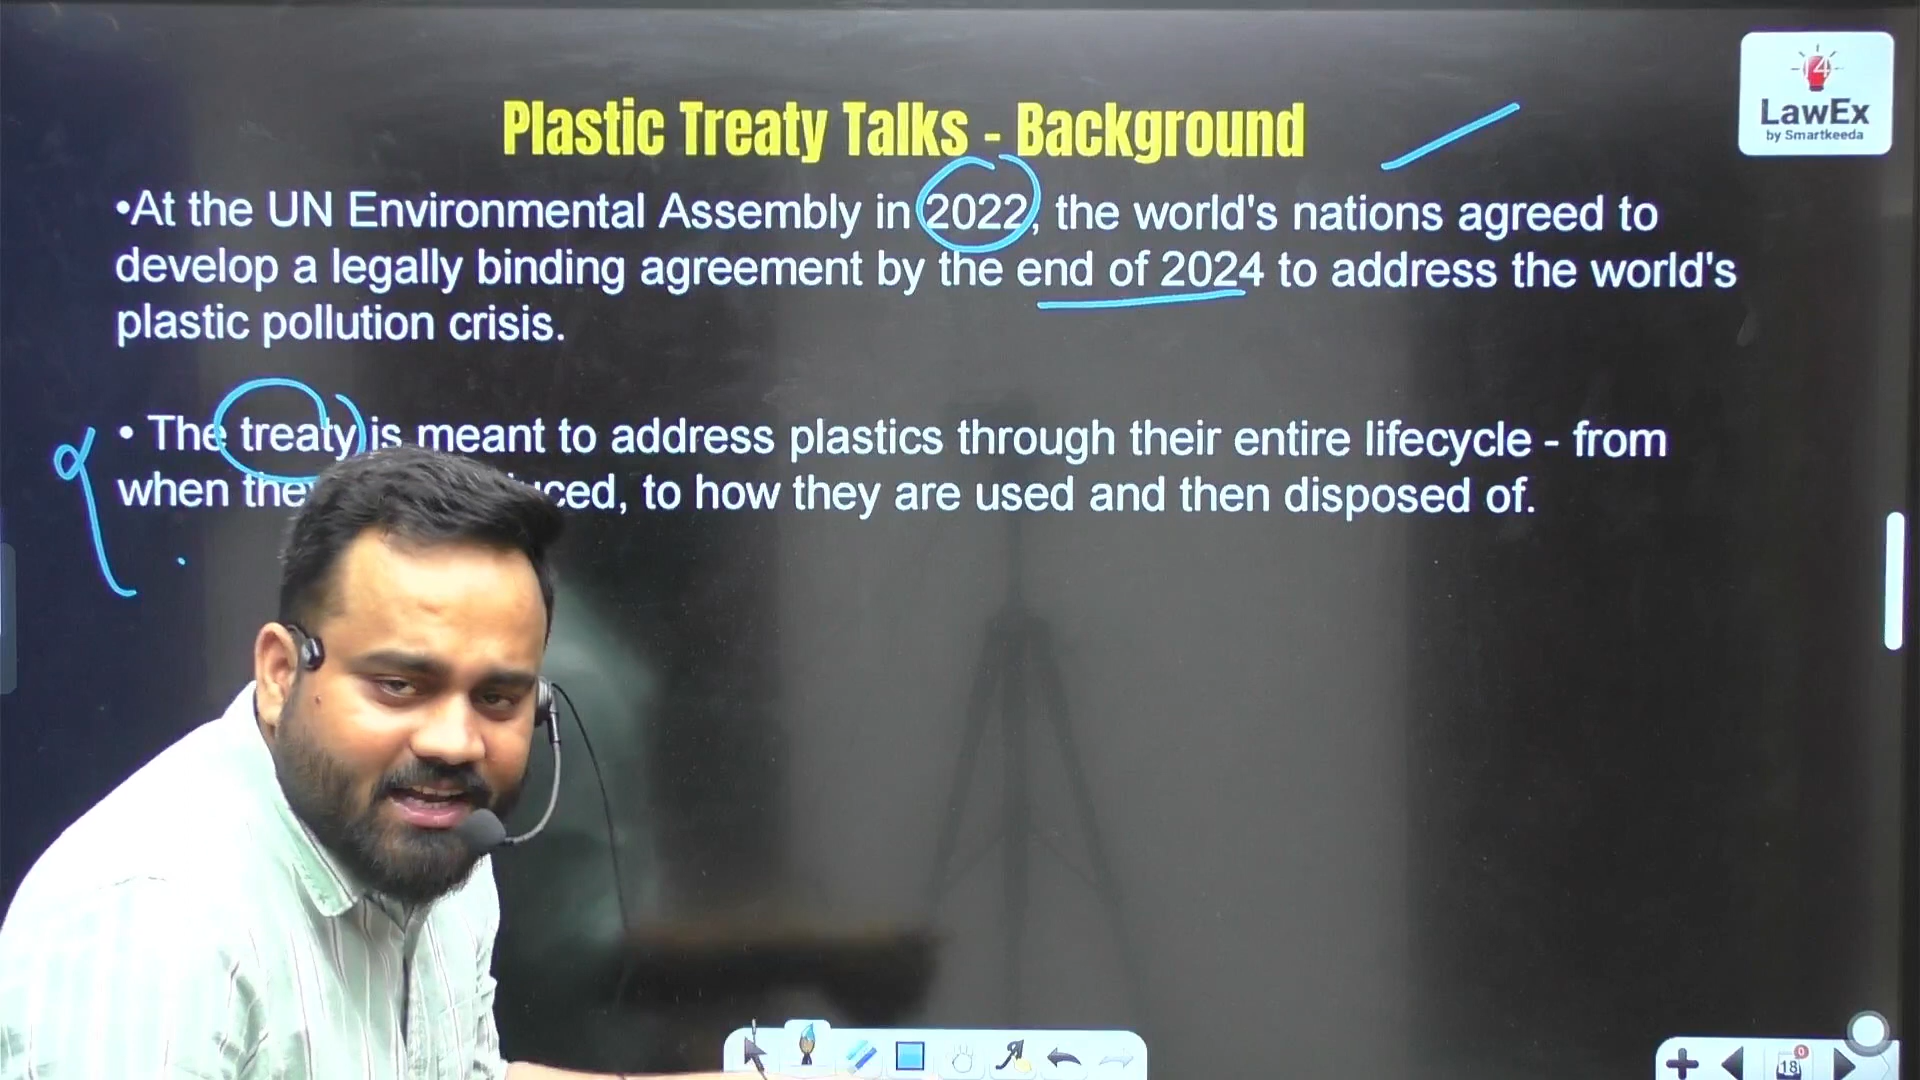 LawEx
by Smartkeeda
Plastic Treaty Talks - Background
•At the UN Environmental Assembly in 2022, the world's nations agreed to
develop a legally binding agreement by the end of 2024 to address the world's
plastic pollution crisis.
• The treaty is meant to address plastics through their entire lifecycle - from
when to how they are used and then disposed of.
18
0